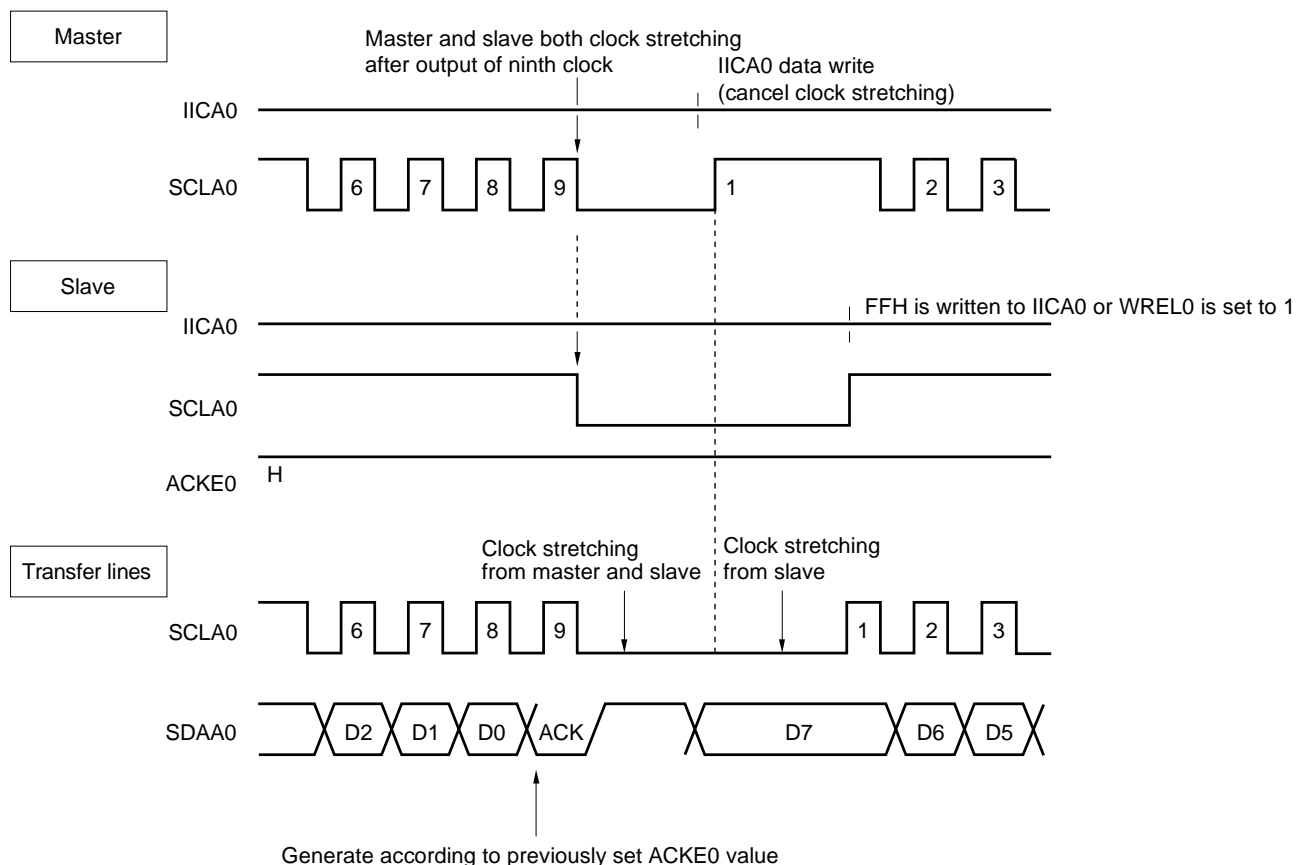 Master
Master and slave both clock stretching
after output of ninth clock
IICA0 data write
(cancel clock stretching)
IICA0
SCLA0
6 7 8 9 1 2 3
Slave
FFH is written to IICA0 or WREL0 is set to 1
IICA0
SCLA0
H
ACKE0
Transfer lines
Clock stretching
from master and slave
Clock stretching
from slave
SCLA0
6 7 8 9 1 2 3
SDAA0
D2 D1 D0 ACK D7 D6 D5
Generate according to previously set ACKE0 value